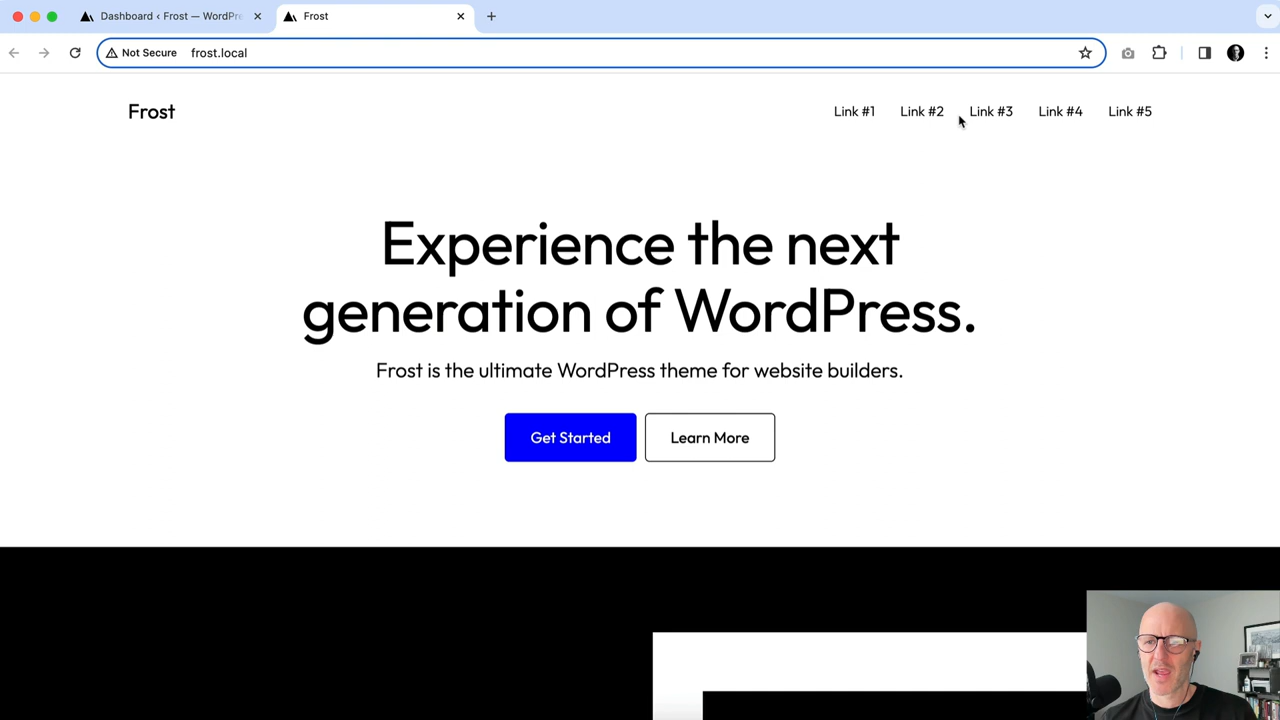 Dashboard ‹ Frost — WordPre
Frost
Not Secure
frost.local
Frost
Link #1
Link #2
Link #3
Link #4
Link #5
Experience the next
generation of WordPress.
Frost is the ultimate WordPress theme for website builders.
Get Started
Learn More